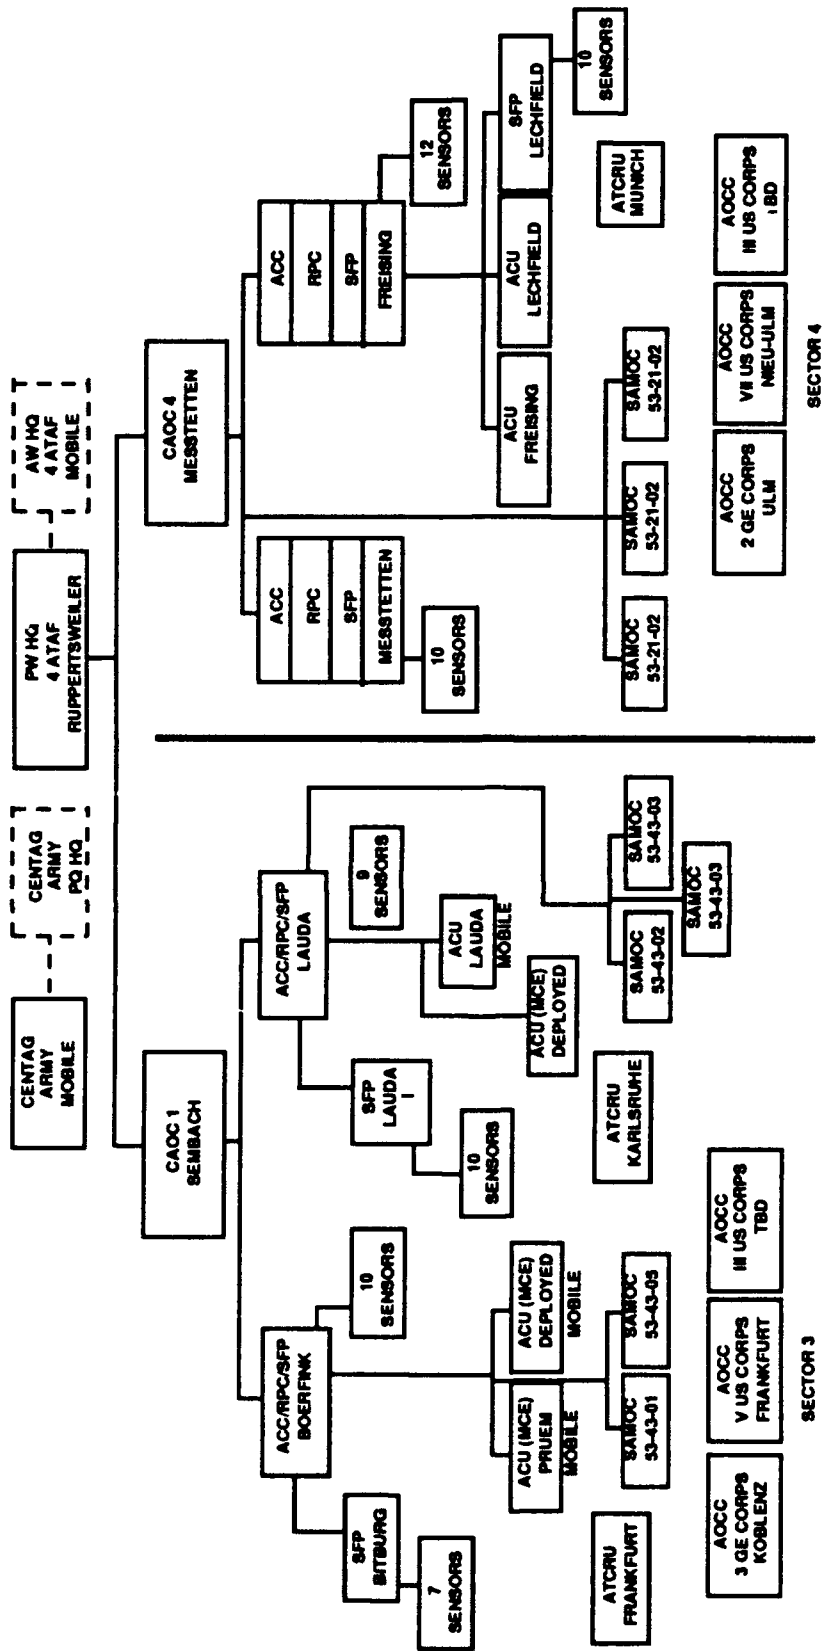 CENTAG
ARMY
MOBILE
CENTAG
ARMY
PQ HQ
PW HQ
4 ATAF
RUPPERTSWEILER
AW HQ
4 ATAF
MOBILE
CAOC 1
SEMBACH
CAOC 4
MESSTETTEN
ACC/RPC/SFP
BOERFINK
ACC/RPC/SFP
LAUDA
ACC
RPC
SFP
MESSTETTEN
ACC
RPC
SFP
FREISING
SFP
BITBURG
10
SENSORS
SFP
LAUDA
I
9
SENSORS
10
SENSORS
12
SENSORS
7
SENSORS
10
SENSORS
ACU
LAUDA
MOBILE
ACU (MCE)
PRUEM
MOBILE
ACU (MCE)
DEPLOYED
MOBILE
ACU (MCE)
DEPLOYED
ACU
FREISING
ACU
LECHFIELD
SFP
LECHFIELD
10
SENSORS
ATCRU
FRANKFURT
SAMOC
53-43-01
SAMOC
53-43-05
ATCRU
KARLSRUHE
SAMOC
53-43-02
SAMOC
53-43-03
SAMOC
53-43-03
SAMOC
53-21-02
SAMOC
53-21-02
SAMOC
53-21-02
ATCRU
MUNICH
AOCC
3 GE CORPS
KOBLENZ
AOCC
V US CORPS
FRANKFURT
AOCC
III US CORPS
TBD
AOCC
2 GE CORPS
ULM
AOCC
VII US CORPS
NIEU-ULM
AOCC
III US CORPS
TBD
SECTOR 3
SECTOR 4